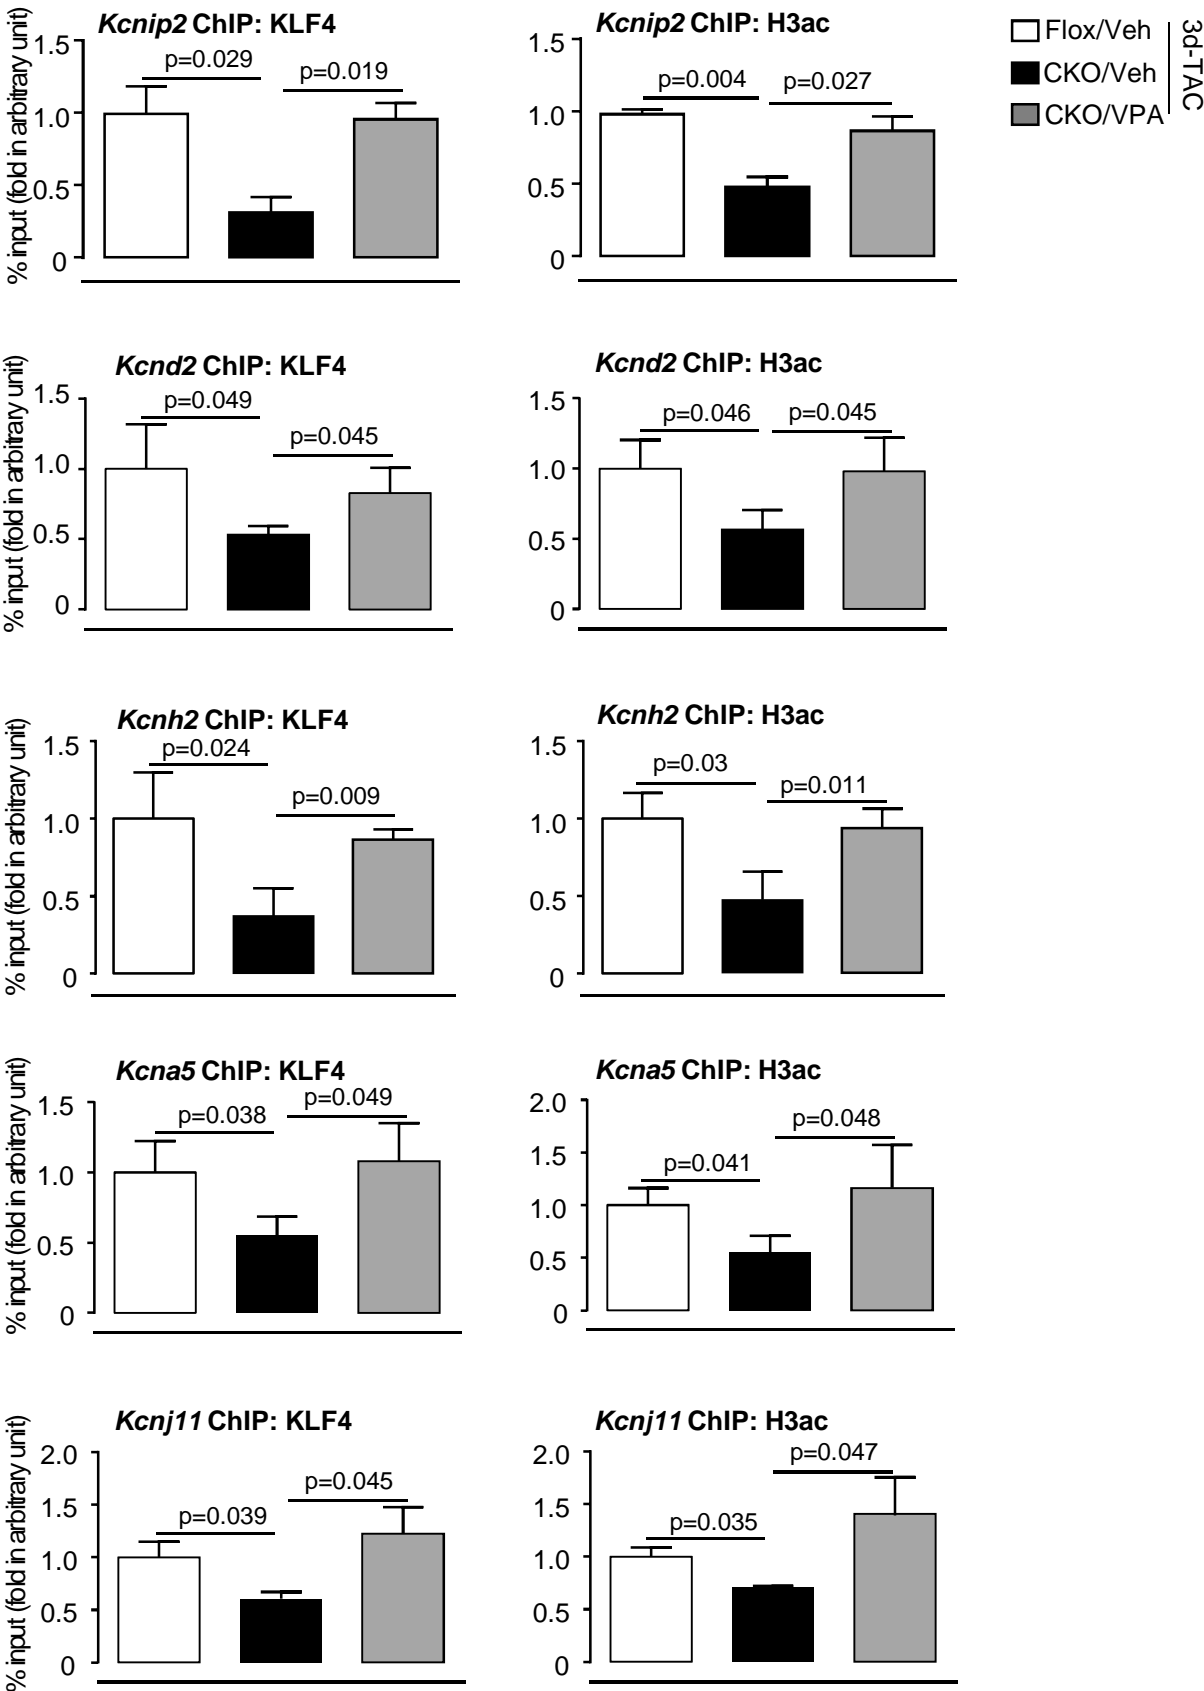 Kcnip2 ChIP: KLF4
% input (fold in arbitrary unit)
1.5
1.0
0.5
0
p=0.029
p=0.019
Kcnip2 ChIP: H3ac
1.5
1.0
0.5
0
p=0.004
p=0.027
Flox/Veh
CKO/Veh
CKO/VPA
3d-TAC
Kcnd2 ChIP: KLF4
% input (fold in arbitrary unit)
1.5
1.0
0.5
0
p=0.049
p=0.045
Kcnd2 ChIP: H3ac
1.5
1.0
0.5
0
p=0.046
p=0.045
Kcnh2 ChIP: KLF4
% input (fold in arbitrary unit)
1.5
1.0
0.5
0
p=0.024
p=0.009
Kcnh2 ChIP: H3ac
1.5
1.0
0.5
0
p=0.03
p=0.011
Kcna5 ChIP: KLF4
% input (fold in arbitrary unit)
1.5
1.0
0.5
0
p=0.038
p=0.049
Kcna5 ChIP: H3ac
2.0
1.5
1.0
0.5
0
p=0.041
p=0.048
Kcnj11 ChIP: KLF4
% input (fold in arbitrary unit)
2.0
1.5
1.0
0.5
0
p=0.039
p=0.045
Kcnj11 ChIP: H3ac
2.0
1.5
1.0
0.5
0
p=0.035
p=0.047